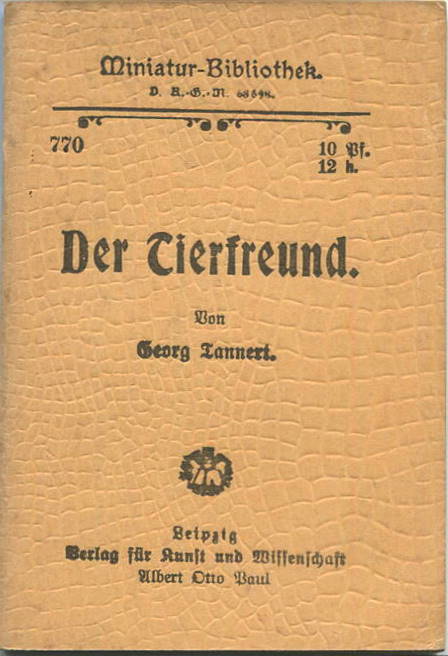 Miniatur-Bibliothek.
D. R.-G.-M. 68698.
770
10 Pf.
12 h.
Der Tierfreund.
Von
Georg Tannert.
Leipzig
Verlag für Kunst und Wissenschaft
Albert Otto Paul